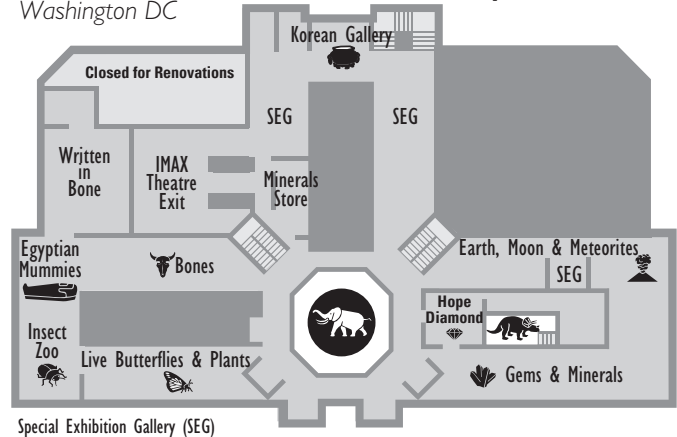 Washington DC
Korean Gallery
Closed for Renovations
SEG
SEG
Written
in
Bone
IMAX
Theatre
Exit
Minerals
Store
Egyptian
Mummies
Bones
Earth, Moon & Meteorites
SEG
Hope
Diamond
Insect
Zoo
Live Butterflies & Plants
Gems & Minerals
Special Exhibition Gallery (SEG)